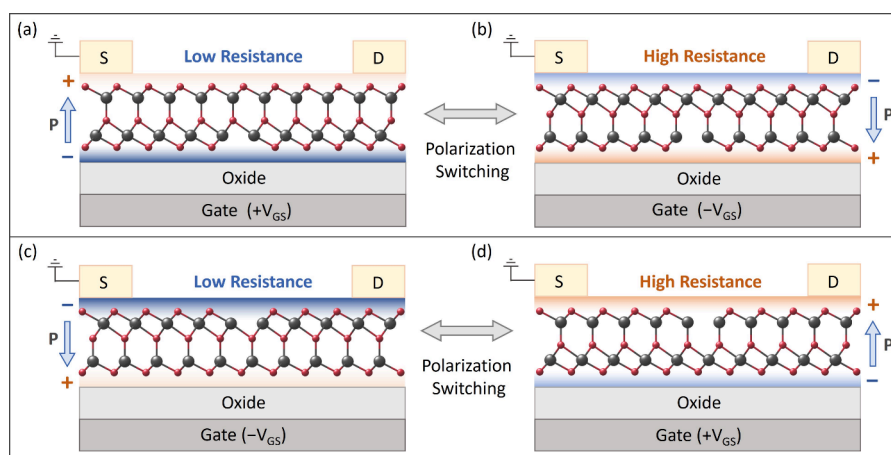 (a)
S
Low Resistance
D
+
P
−
Oxide
Gate (+V_GS)
Polarization
Switching
(b)
S
High Resistance
D
−
P
+
Oxide
Gate (−V_GS)
(c)
S
Low Resistance
D
−
P
+
Oxide
Gate (−V_GS)
Polarization
Switching
(d)
S
High Resistance
D
+
P
−
Oxide
Gate (+V_GS)